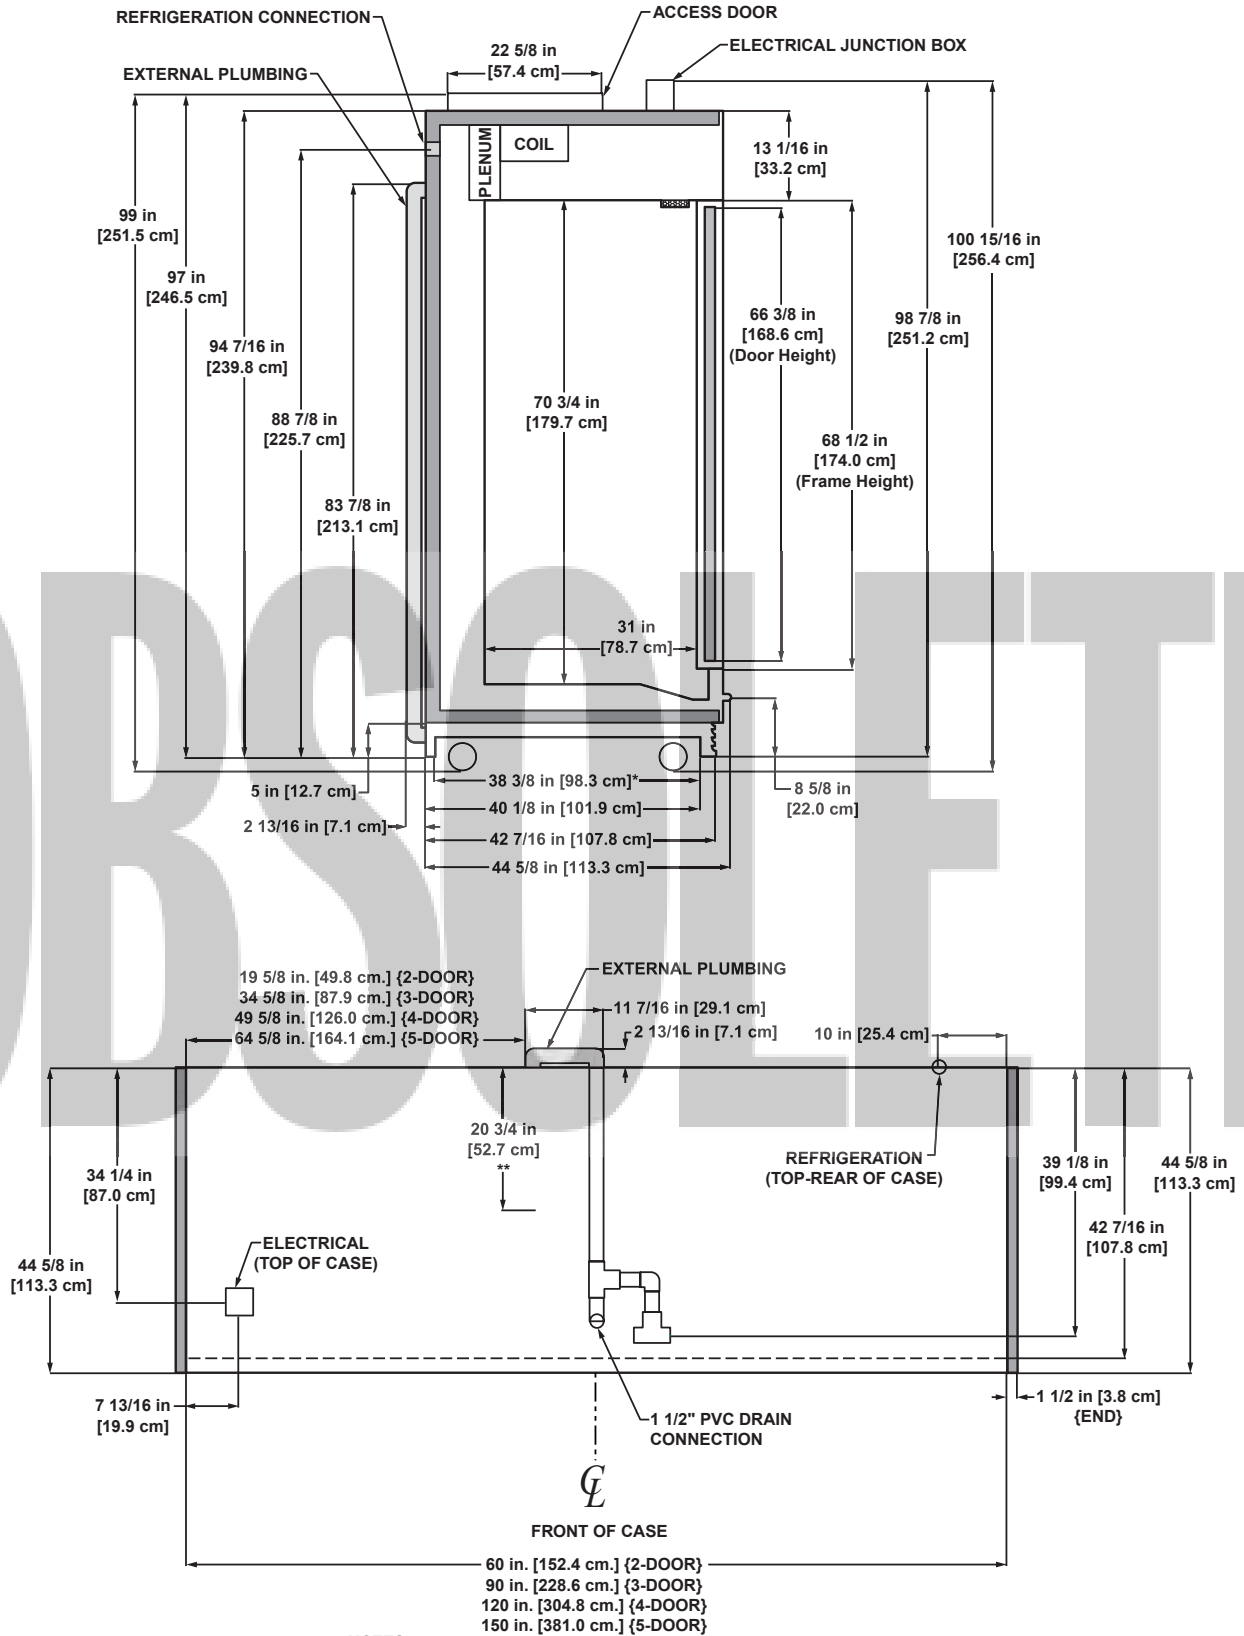 REFRIGERATION CONNECTION
ACCESS DOOR
22 5/8 in
[57.4 cm]
ELECTRICAL JUNCTION BOX
EXTERNAL PLUMBING
PLENUM
COIL
13 1/16 in
[33.2 cm]
99 in
[251.5 cm]
100 15/16 in
[256.4 cm]
97 in
[246.5 cm]
66 3/8 in
[168.6 cm]
(Door Height)
98 7/8 in
[251.2 cm]
94 7/16 in
[239.8 cm]
70 3/4 in
[179.7 cm]
88 7/8 in
[225.7 cm]
68 1/2 in
[174.0 cm]
(Frame Height)
83 7/8 in
[213.1 cm]
OBSOLETE
31 in
[78.7 cm]
38 3/8 in [98.3 cm]*
5 in [12.7 cm]
8 5/8 in
[22.0 cm]
40 1/8 in [101.9 cm]
2 13/16 in [7.1 cm]
42 7/16 in [107.8 cm]
44 5/8 in [113.3 cm]
19 5/8 in. [49.8 cm.] {2-DOOR}
34 5/8 in. [87.9 cm.] {3-DOOR}
49 5/8 in. [126.0 cm.] {4-DOOR}
64 5/8 in. [164.1 cm.] {5-DOOR}
EXTERNAL PLUMBING
11 7/16 in [29.1 cm]
2 13/16 in [7.1 cm]
10 in [25.4 cm]
20 3/4 in
[52.7 cm]
**
34 1/4 in
[87.0 cm]
REFRIGERATION
(TOP-REAR OF CASE)
39 1/8 in
[99.4 cm]
44 5/8 in
[113.3 cm]
42 7/16 in
[107.8 cm]
ELECTRICAL
(TOP OF CASE)
44 5/8 in
[113.3 cm]
7 13/16 in
[19.9 cm]
1 1/2" PVC DRAIN
CONNECTION
1 1/2 in [3.8 cm]
{END}
CL
FRONT OF CASE
60 in. [152.4 cm.] {2-DOOR}
90 in. [228.6 cm.] {3-DOOR}
120 in. [304.8 cm.] {4-DOOR}
150 in. [381.0 cm.] {5-DOOR}